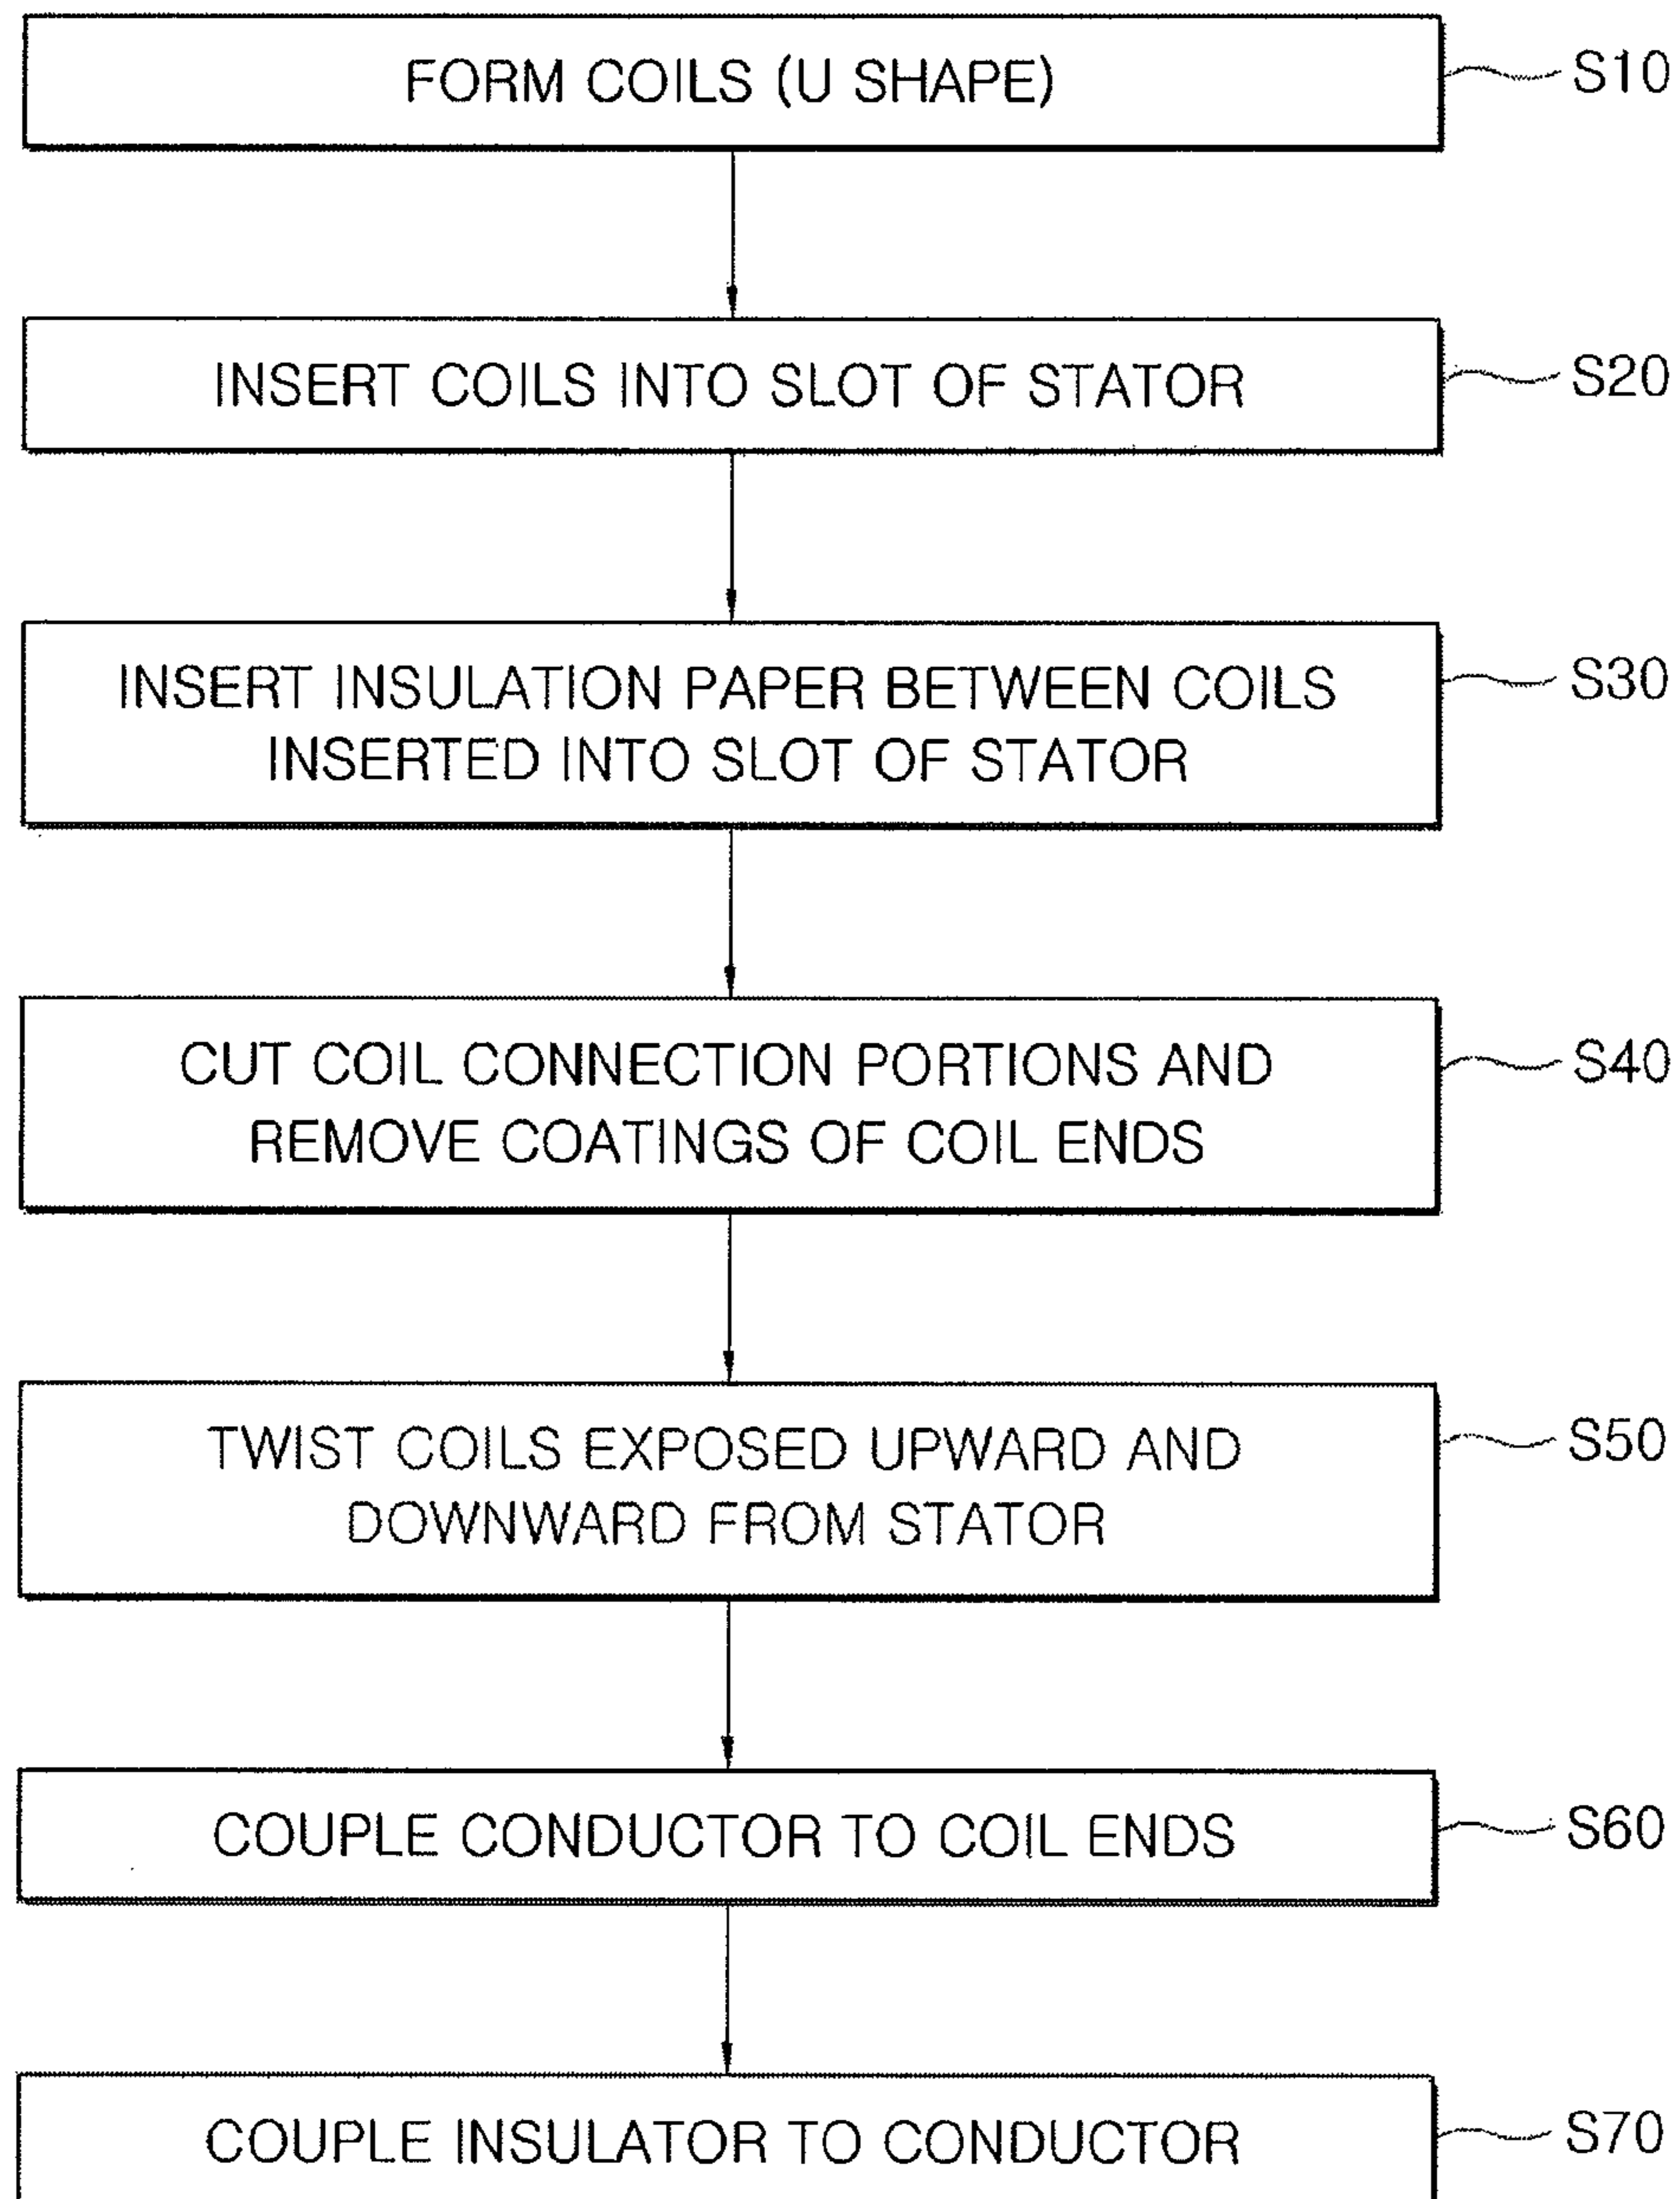 FORM COILS (U SHAPE)
S10
INSERT COILS INTO SLOT OF STATOR
S20
INSERT INSULATION PAPER BETWEEN COILS
INSERTED INTO SLOT OF STATOR
S30
CUT COIL CONNECTION PORTIONS AND
REMOVE COATINGS OF COIL ENDS
S40
TWIST COILS EXPOSED UPWARD AND
DOWNWARD FROM STATOR
S50
COUPLE CONDUCTOR TO COIL ENDS
S60
COUPLE INSULATOR TO CONDUCTOR
S70